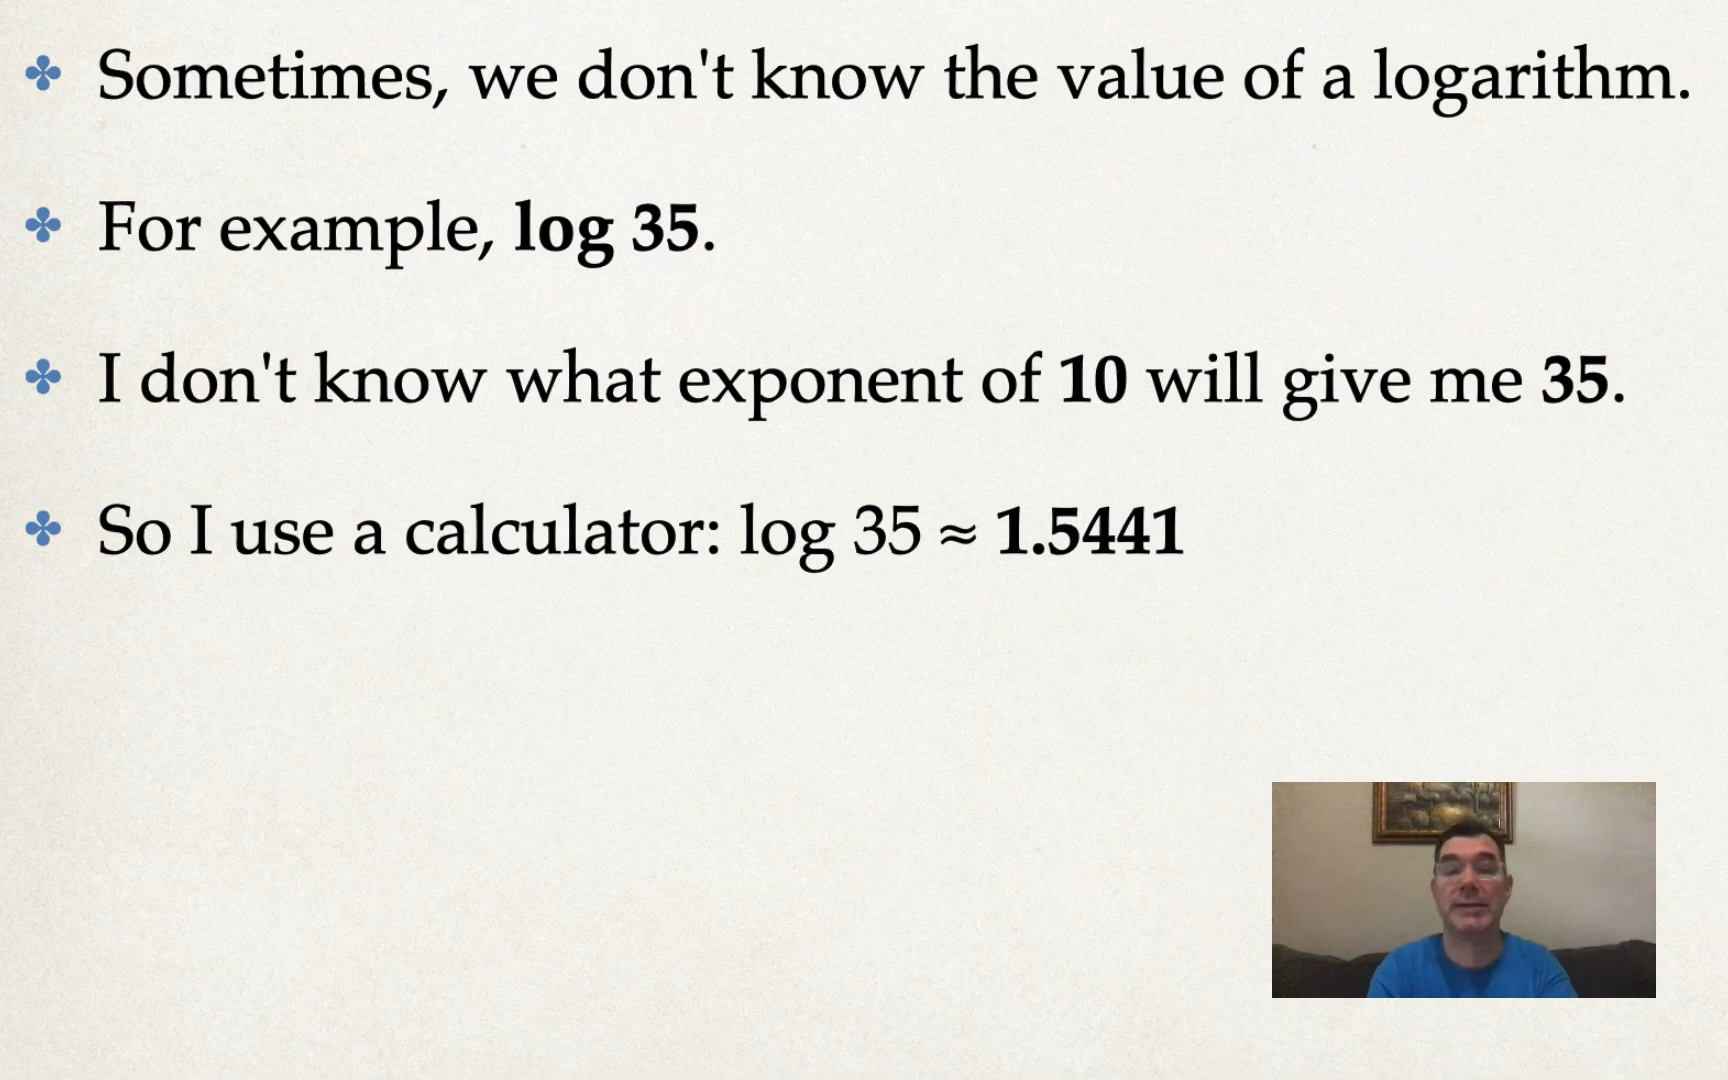 Sometimes, we don't know the value of a logarithm.
For example, log 35.
I don't know what exponent of 10 will give me 35.
So I use a calculator: log 35 ≈ 1.5441